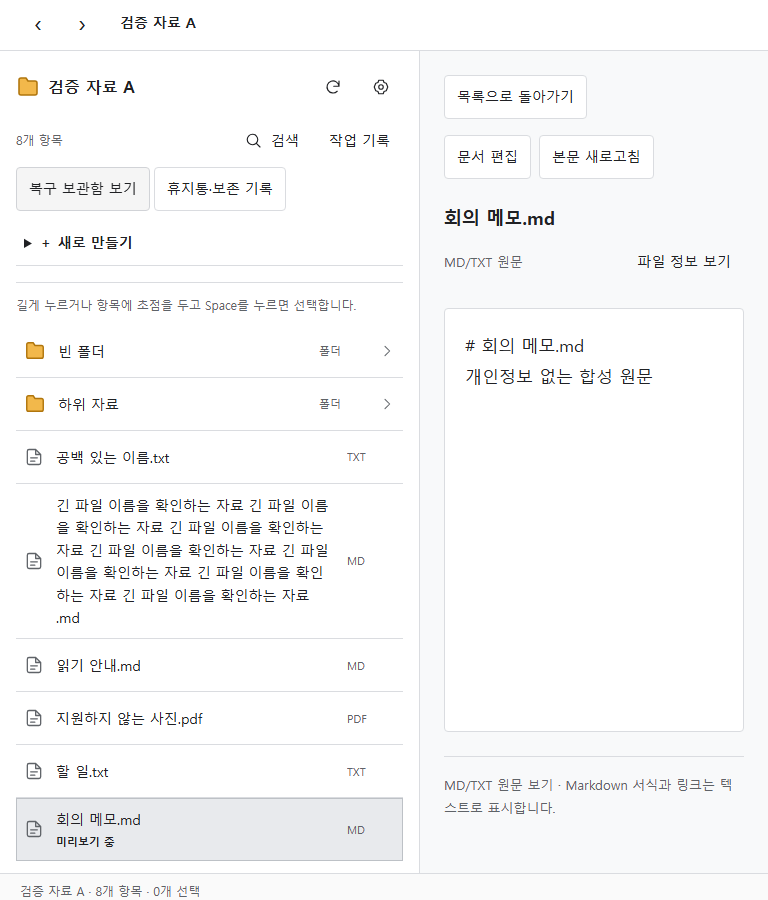 검증 자료 A
검증 자료 A
8개 항목
검색
작업 기록
복구 보관함 보기
휴지통·보존 기록
+ 새로 만들기
길게 누르거나 항목에 초점을 두고 Space를 누르면 선택합니다.
빈 폴더
폴더
하위 자료
폴더
공백 있는 이름.txt
TXT
긴 파일 이름을 확인하는 자료 긴 파일 이름
을 확인하는 자료 긴 파일 이름을 확인하는
자료 긴 파일 이름을 확인하는 자료 긴 파일
이름을 확인하는 자료 긴 파일 이름을 확인
하는 자료 긴 파일 이름을 확인하는 자료
.md
MD
읽기 안내.md
MD
지원하지 않는 사진.pdf
PDF
할 일.txt
TXT
회의 메모.md
미리보기 중
MD
목록으로 돌아가기
문서 편집
본문 새로고침
회의 메모.md
MD/TXT 원문
파일 정보 보기
# 회의 메모.md
개인정보 없는 합성 원문
MD/TXT 원문 보기 · Markdown 서식과 링크는 텍
스트로 표시합니다.
검증 자료 A · 8개 항목 · 0개 선택